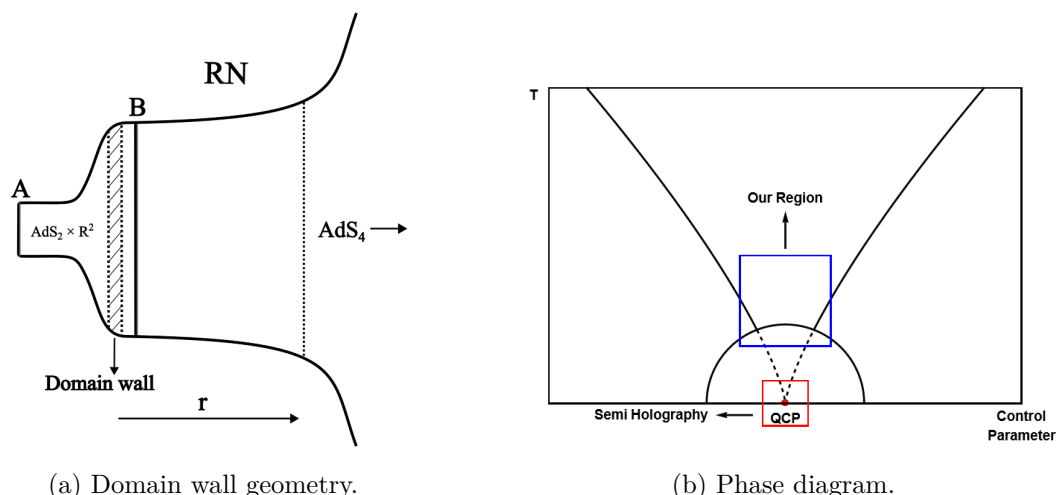 RN
B
A
AdS₂ × R²
AdS₄
Domain wall
r
(a) Domain wall geometry.
T
Our Region
Semi Holography
QCP
Control
Parameter
(b) Phase diagram.